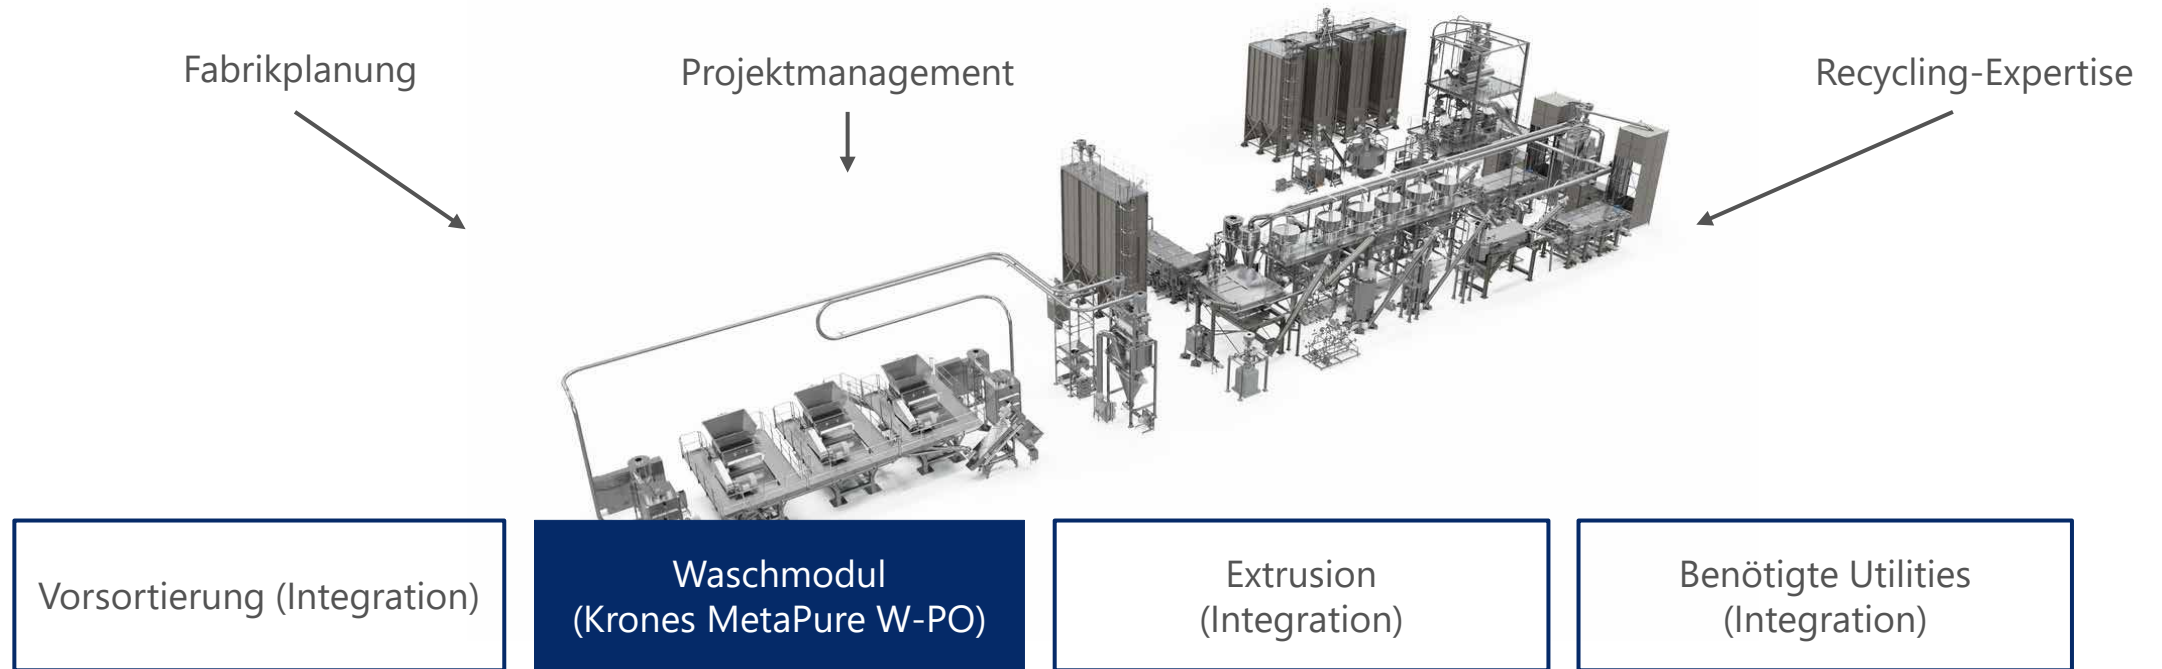 Fabrikplanung
Projektmanagement
Recycling-Expertise
Vorsortierung (Integration)
Waschmodul
(Krones MetaPure W-PO)
Extrusion
(Integration)
Benötigte Utilities
(Integration)